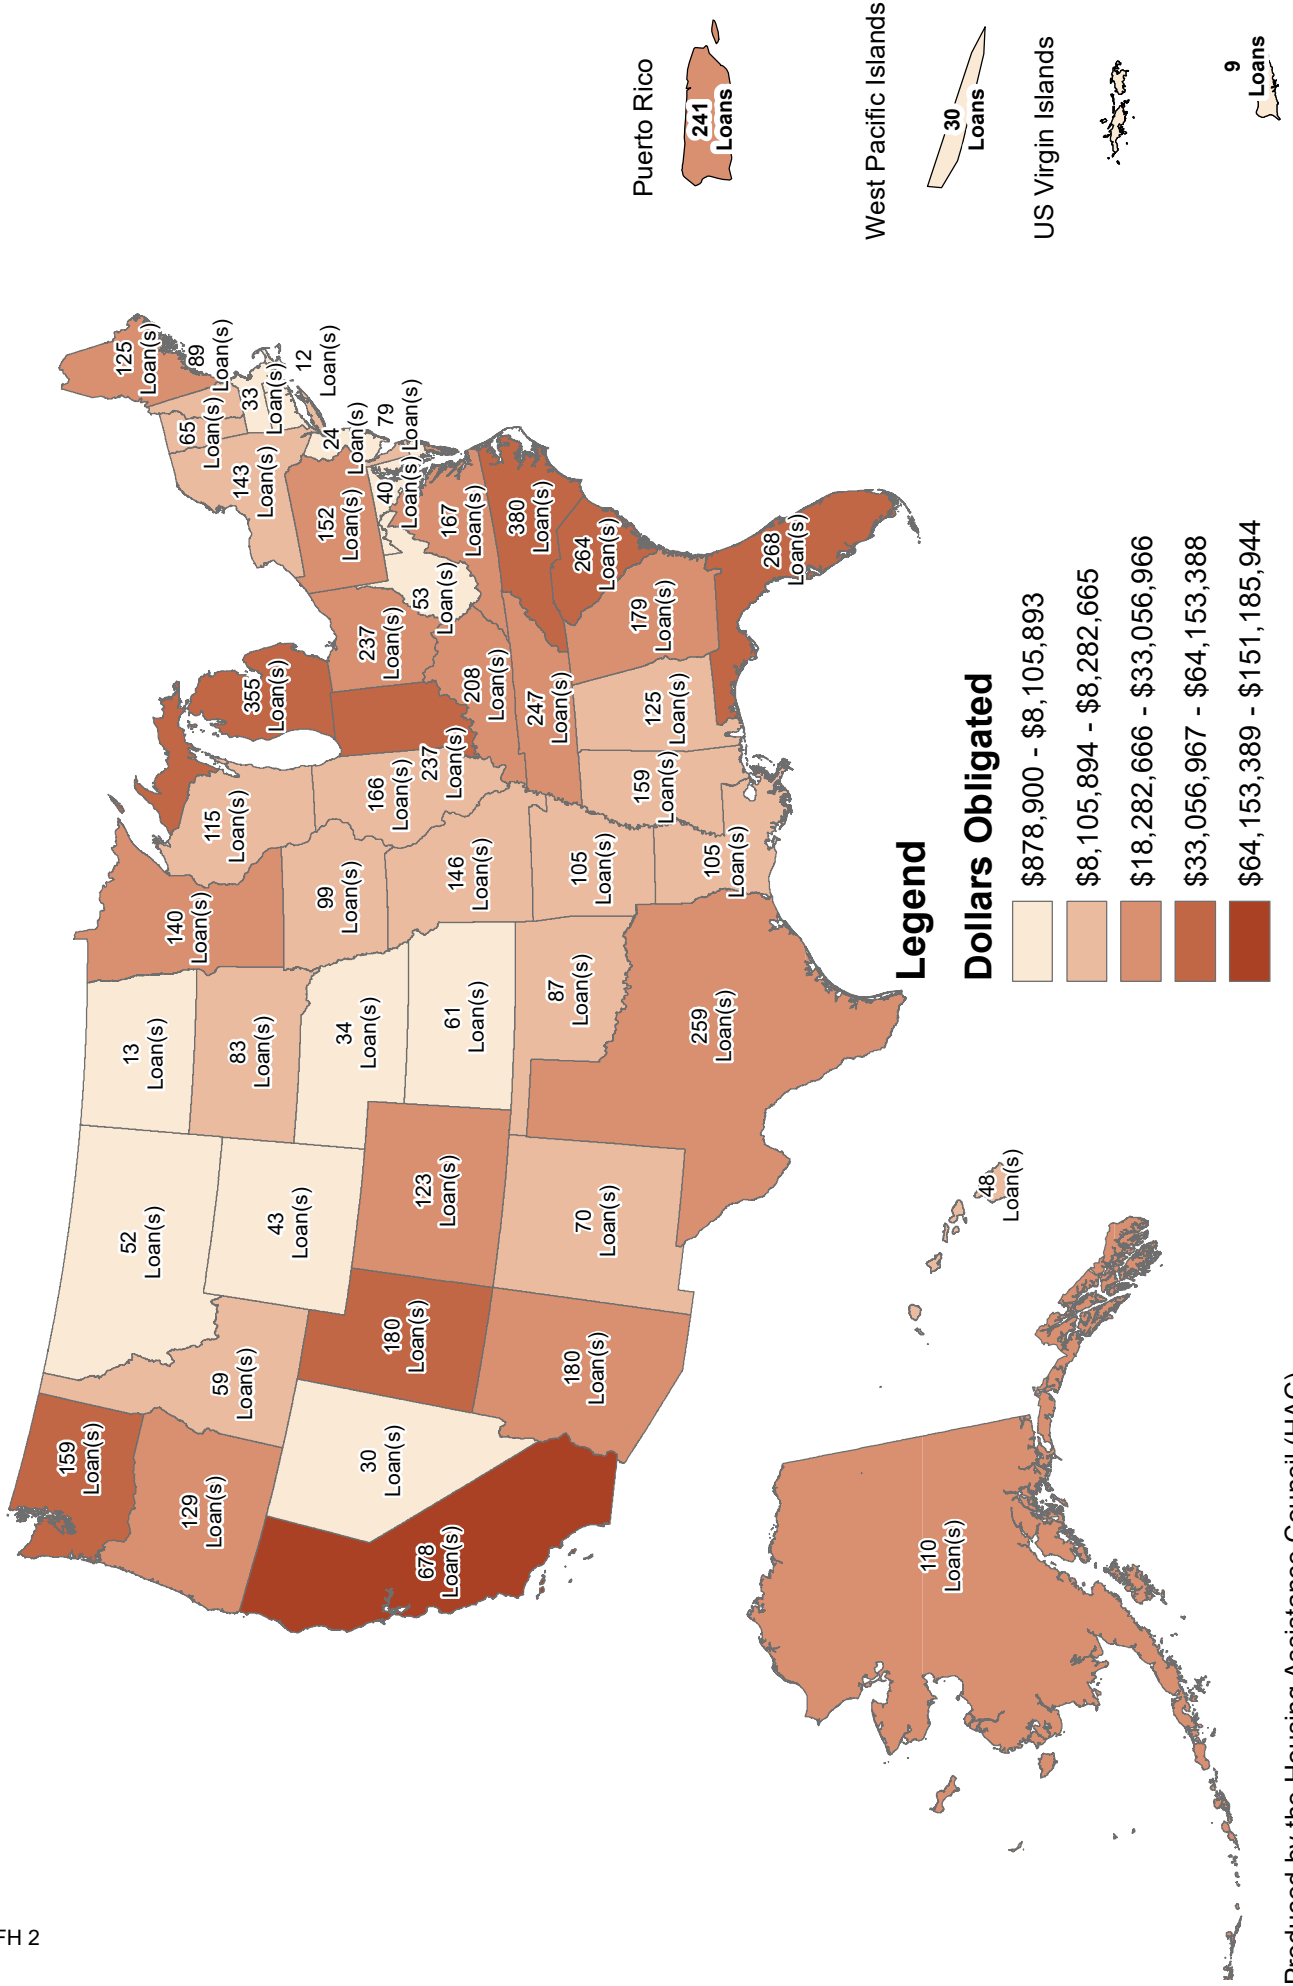 FH 2
159
Loan(s)
129
Loan(s)
678
Loan(s)
30
Loan(s)
59
Loan(s)
52
Loan(s)
43
Loan(s)
180
Loan(s)
180
Loan(s)
123
Loan(s)
70
Loan(s)
13
Loan(s)
83
Loan(s)
34
Loan(s)
61
Loan(s)
87
Loan(s)
259
Loan(s)
140
Loan(s)
99
Loan(s)
146
Loan(s)
105
Loan(s)
105
Loan(s)
115
Loan(s)
166
Loan(s)
237
Loan(s)
159
Loan(s)
125
Loan(s)
355
Loan(s)
237
Loan(s)
208
Loan(s)
247
Loan(s)
179
Loan(s)
268
Loan(s)
264
Loan(s)
380
Loan(s)
167
Loan(s)
53
Loan(s)
152
Loan(s)
40
Loan(s)
79
Loan(s)
24
Loan(s)
143
Loan(s)
65
Loan(s)
33
Loan(s)
12
Loan(s)
89
Loan(s)
125
Loan(s)
110
Loan(s)
48
Loan(s)
Legend
Dollars Obligated
$878,900 - $8,105,893
$8,105,894 - $8,282,665
$18,282,666 - $33,056,966
$33,056,967 - $64,153,388
$64,153,389 - $151,185,944
Puerto Rico
241
Loans
West Pacific Islands
30
Loans
US Virgin Islands
9
Loans
Produced by the Housing Assistance Council (HAC)